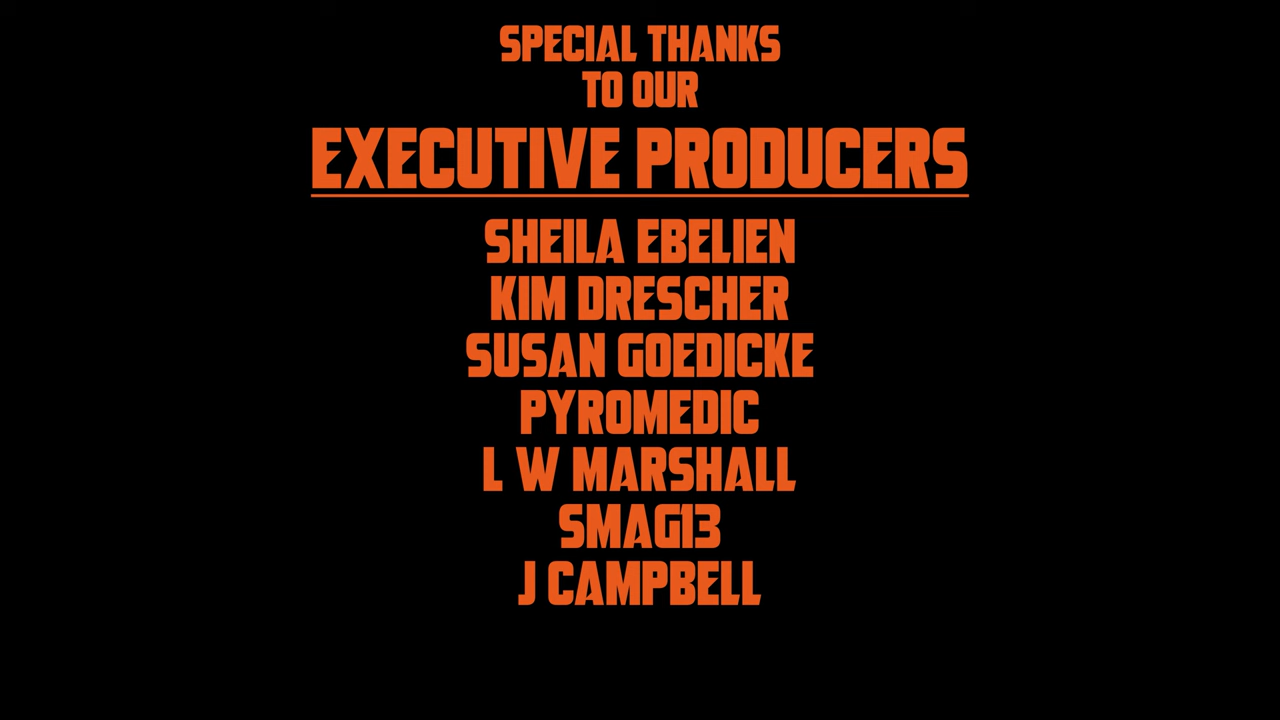 SPECIAL THANKS
TO OUR
EXECUTIVE PRODUCERS
SHEILA EBELIEN
KIM DRESCHER
SUSAN GOEDICKE
PYROMEDIC
L W MARSHALL
SMAG13
J CAMPBELL